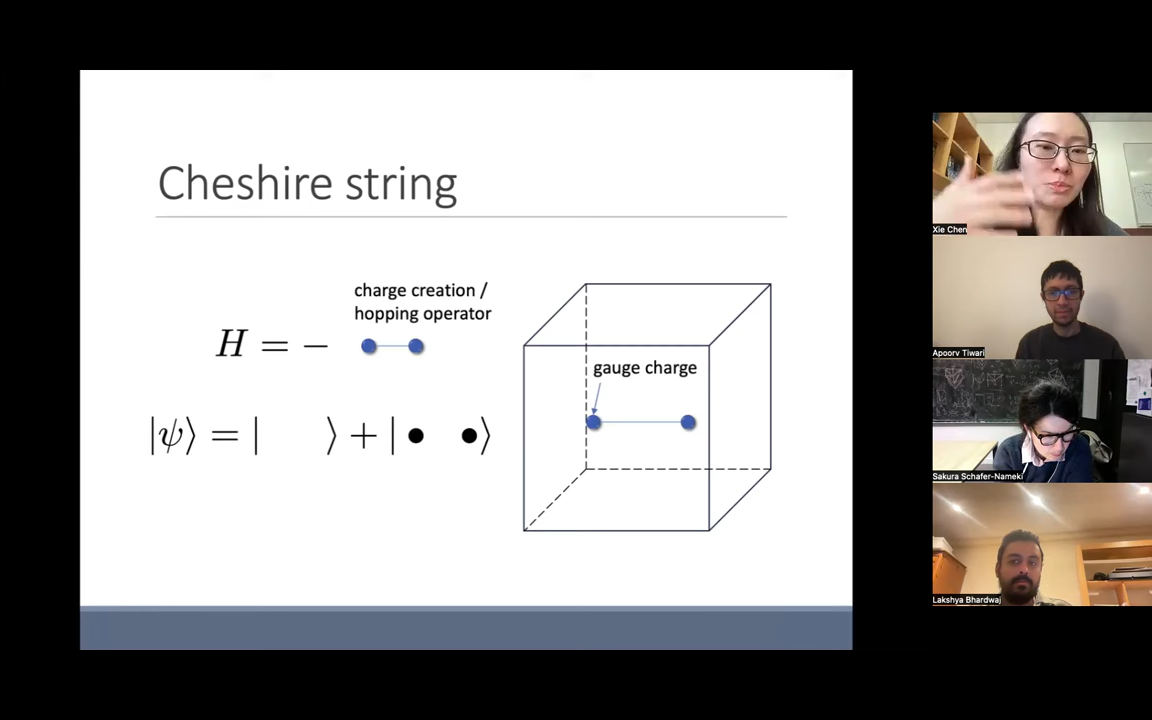 Cheshire string
charge creation /
hopping operator
H = −
|ψ⟩ = | ⟩ + |● ●⟩
gauge charge
Xie Chen
Apoorv Tiwari
Sakura Schafer-Nameki
Lakshya Bhardwaj